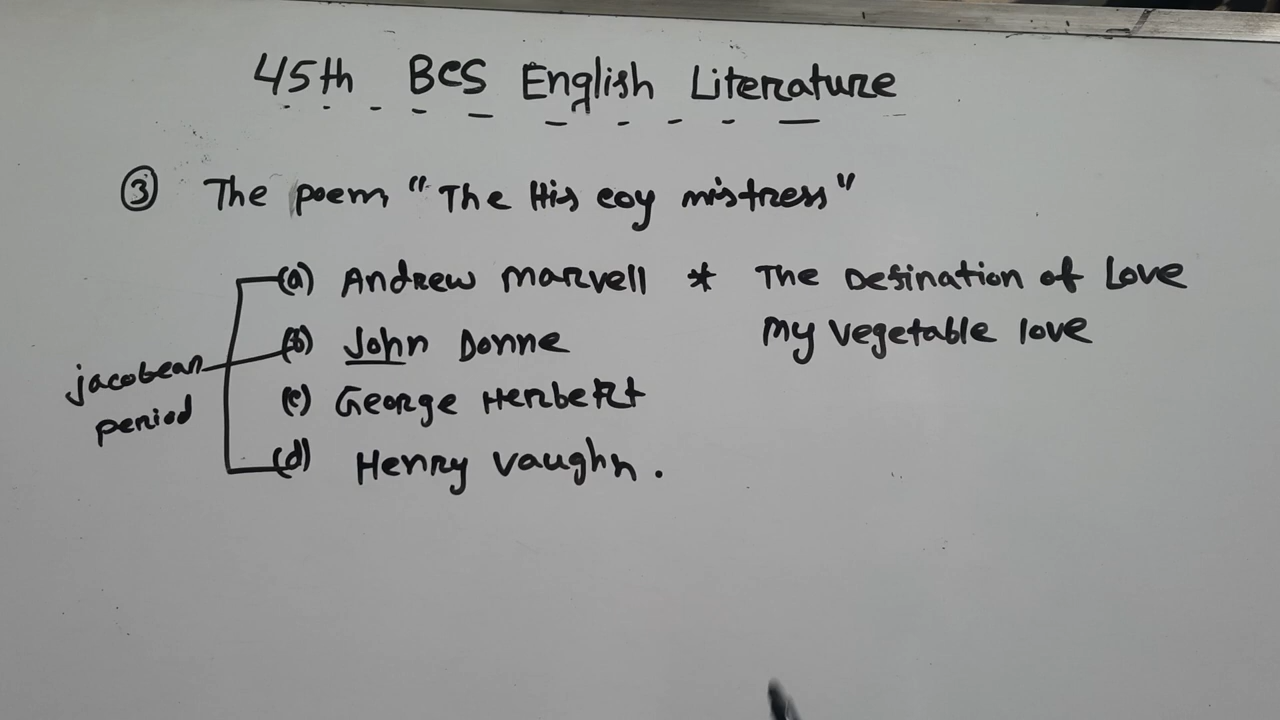 45th BCS English Literature
③ The poem "The His coy mistress"
(a) Andrew Marvell * The Defination of Love
My vegetable love
(b) John Donne
jacobean period
(c) George Herbert
(d) Henry Vaughn.